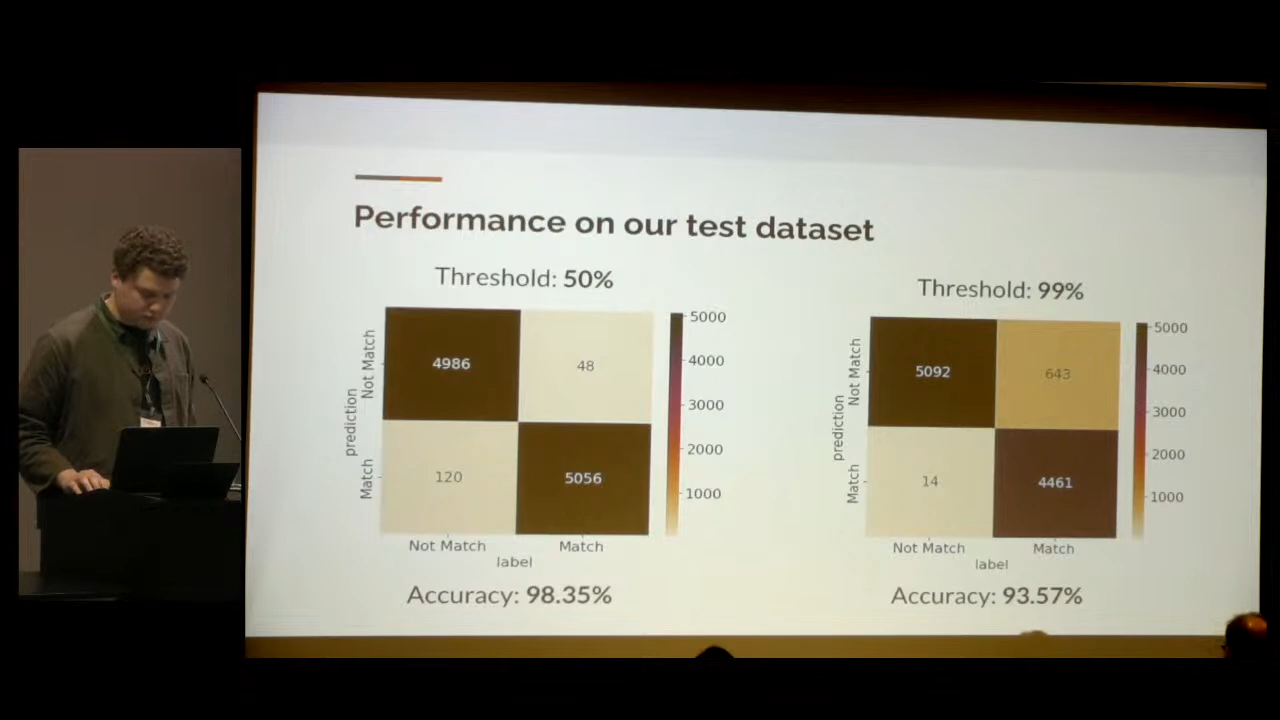 Performance on our test dataset
Threshold: 50%
prediction
Not Match
Match
4986
48
120
5056
5000
4000
3000
2000
1000
Not Match
Match
label
Accuracy: 98.35%
Threshold: 99%
prediction
Not Match
Match
5092
643
14
4461
5000
4000
3000
2000
1000
Not Match
Match
label
Accuracy: 93.57%